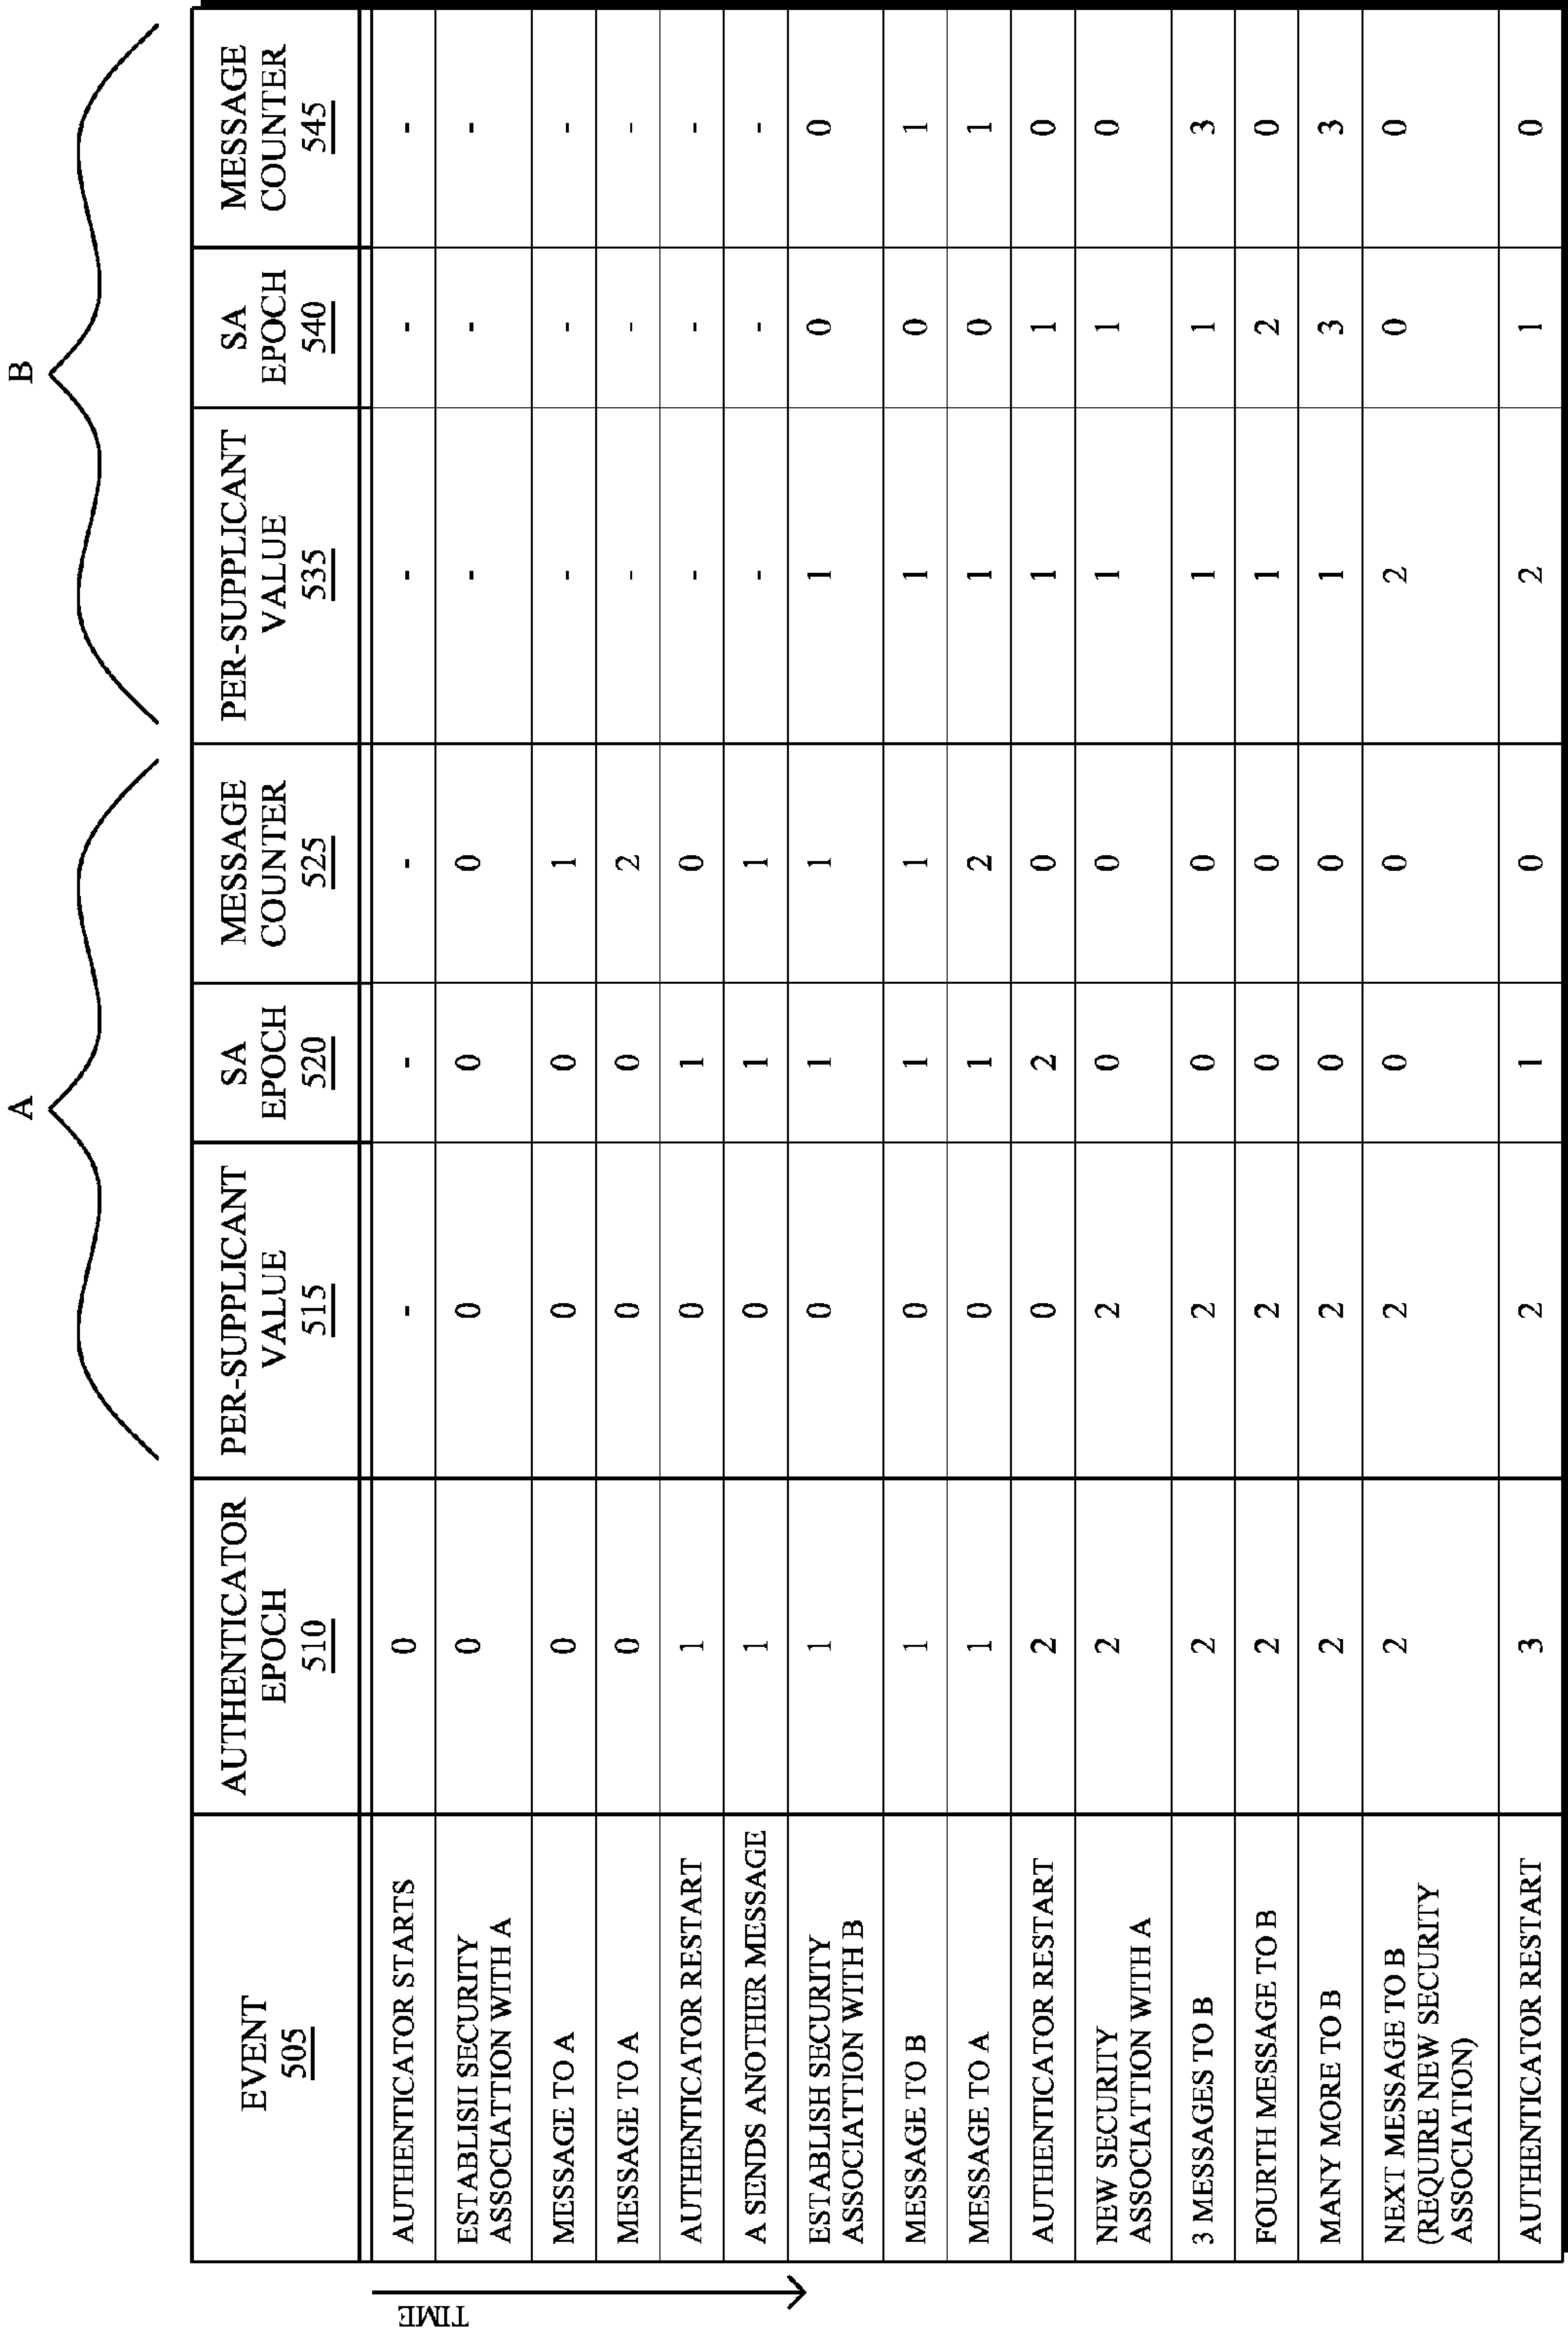 A
B
EVENT
505
AUTHENTICATOR
EPOCH
510
PER-SUPPLICANT
VALUE
515
SA
EPOCH
520
MESSAGE
COUNTER
525
PER-SUPPLICANT
VALUE
535
SA
EPOCH
540
MESSAGE
COUNTER
545
TIME
AUTHENTICATOR STARTS 0 - - - - - -
ESTABLISII SECURITY
ASSOCIATION WITH A 0 0 0 0 - - -
MESSAGE TO A 0 0 0 1 - - -
MESSAGE TO A 0 0 0 2 - - -
AUTHENTICATOR RESTART 1 0 1 0 - - -
A SENDS ANOTHER MESSAGE 1 0 1 1 - - -
ESTABLISH SECURITY
ASSOCIATTION WITH B 1 0 1 1 1 0 0
MESSAGE TO B 1 0 1 1 1 0 1
MESSAGE TO A 1 0 1 2 1 0 1
AUTHENTICATOR RESTART 2 0 2 0 1 1 0
NEW SECURITY
ASSOCIATTION WITH A 2 2 0 0 1 1 0
3 MESSAGES TO B 2 2 0 0 1 1 3
FOURTH MESSAGE TO B 2 2 0 0 1 2 0
MANY MORE TO B 2 2 0 0 1 3 3
NEXT MESSAGE TO B 2 2 0 0 2 0 0
(REQUIRE NEW SECURITY
ASSOCIATION)
AUTHENTICATOR RESTART 3 2 1 0 2 1 0